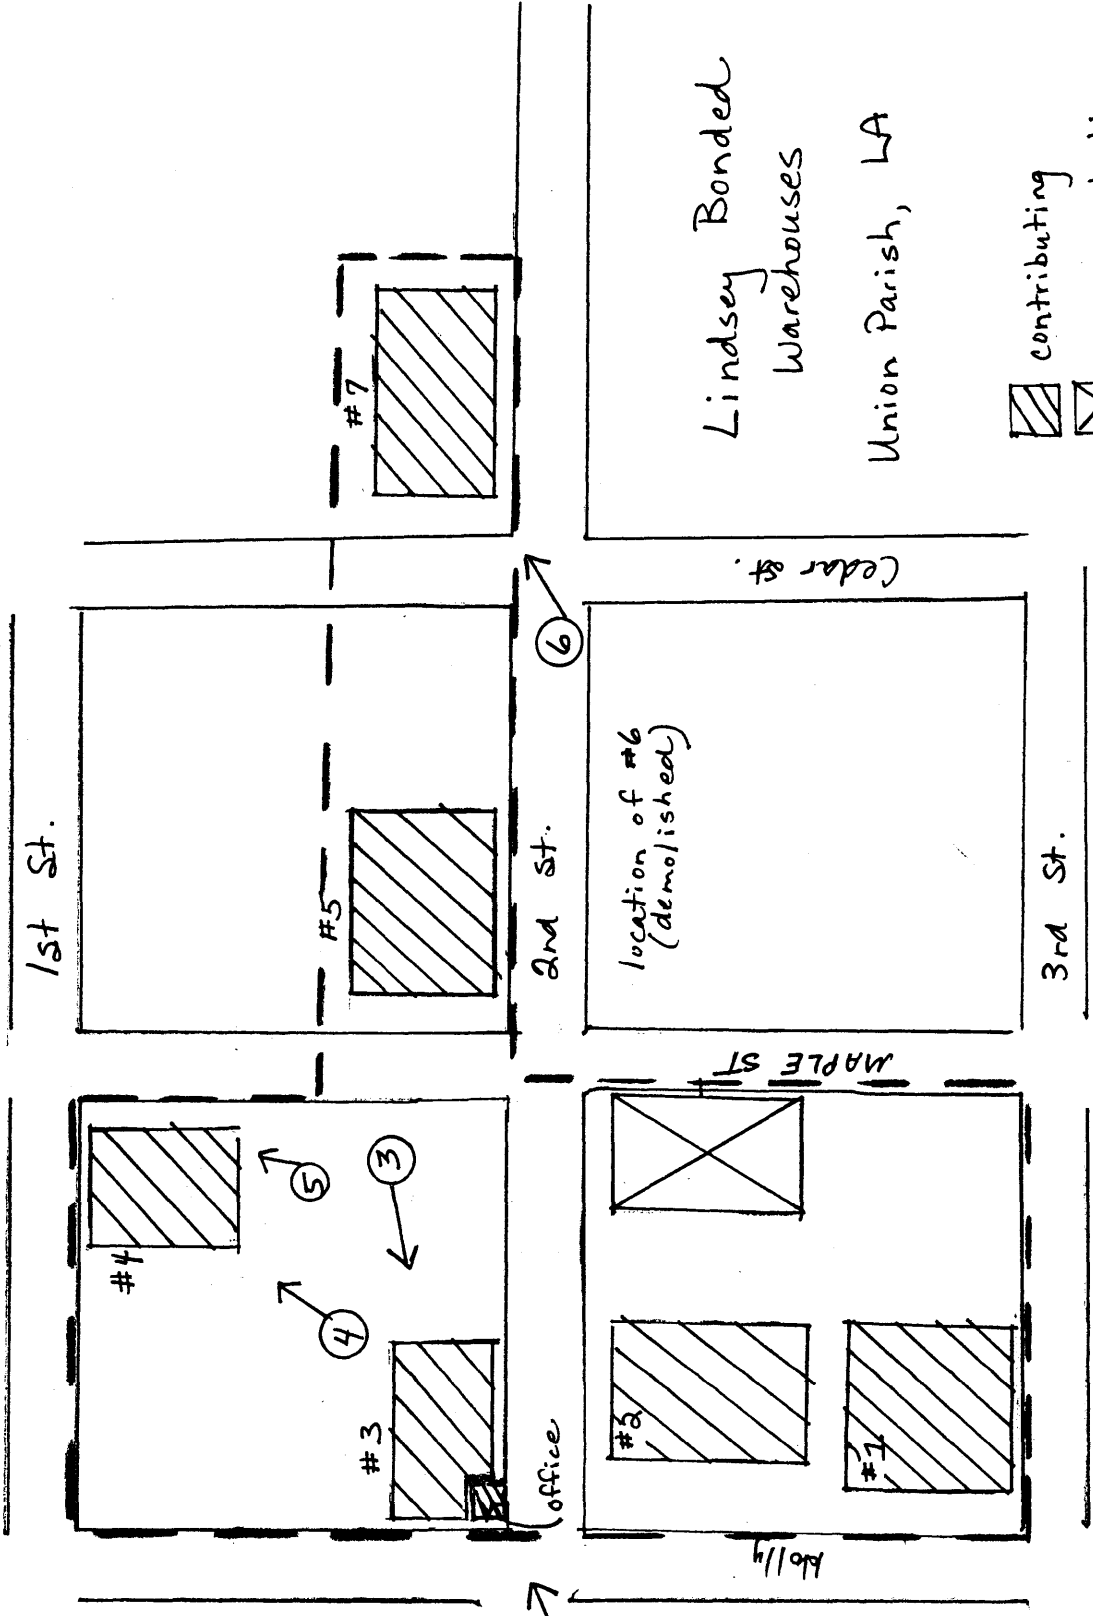 1st St.
#4
5
4
3
#3
office
#5
#7
2nd St.
6
Holly
#2
#1
MAPLE ST
location of #6
(demolished)
Cedar St.
3rd St.
Lindsey Bonded
Warehouses
Union Parish, LA
contributing